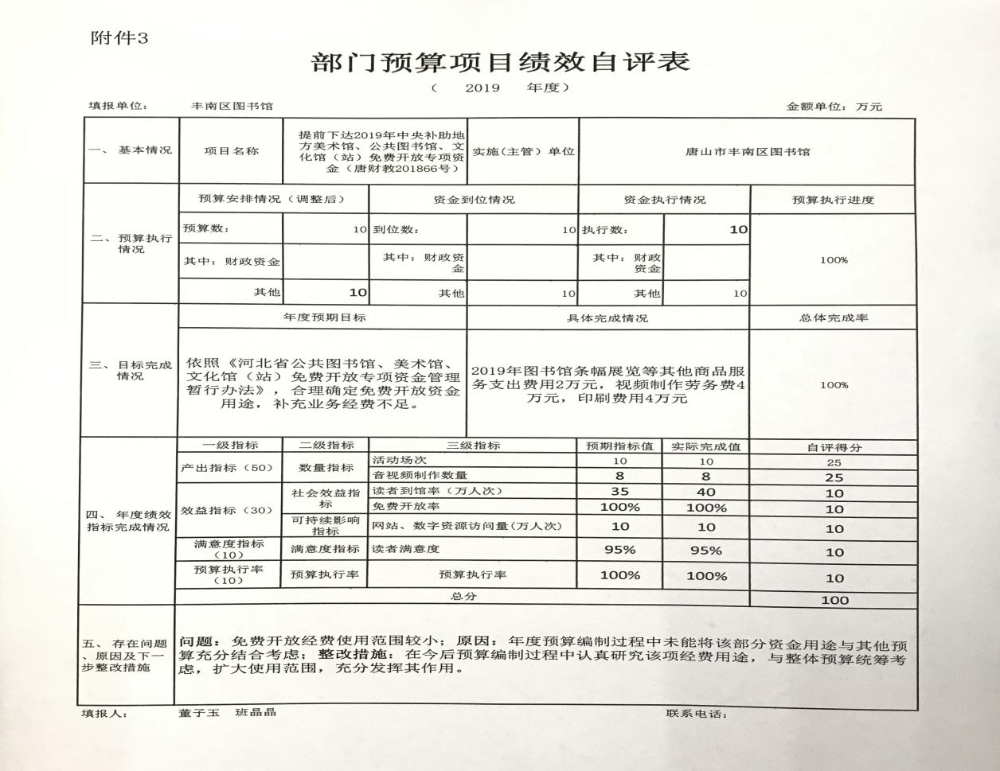 附件3
部门预算项目绩效自评表
（ 2019 年度）
填报单位： 丰南区图书馆 金额单位：万元
一、 基本情况
项目名称
提前下达2019年中央补助地
方美术馆、公共图书馆、文
化馆（站）免费开放专项资
金（唐财教201866号）
实施(主管）单位
唐山市丰南区图书馆
二、预算执行
情况
预算安排情况（调整后） 资金到位情况 资金执行情况 预算执行进度
预算数： 10 到位数： 10 执行数： 10
100%
其中：财政资金
其中：财政资
金
其中：财政
资金
其他 10 其他 10 其他 10
三、目标完成
情况
年度预期目标 具体完成情况 总体完成率
依照《河北省公共图书馆、美术馆、
文化馆（站）免费开放专项资金管理
暂行办法》，合理确定免费开放资金
用途，补充业务经费不足。
2019年图书馆条幅展览等其他商品服
务支出费用2万元，视频制作劳务费4
万元，印刷费用4万元
100%
四、年度绩效
指标完成情况
一级指标 二级指标 三级指标 预期指标值 实际完成值 自评得分
产出指标（50） 数量指标
活动场次 10 10 25
音视频制作数量 8 8 25
效益指标（30）
社会效益指
标
读者到馆率（万人次） 35 40 10
免费开放率 100% 100% 10
可持续影响
指标
网站、数字资源访问量(万人次） 10 10 10
满意度指标
（10）
满意度指标 读者满意度 95% 95% 10
预算执行率
（10）
预算执行率 预算执行率 100% 100% 10
总分 100
五、存在问题
、原因及下一
步整改措施
问题：免费开放经费使用范围较小；原因：年度预算编制过程中未能将该部分资金用途与其他预
算充分结合考虑；整改措施：在今后预算编制过程中认真研究该项经费用途，与整体预算统筹考
虑，扩大使用范围，充分发挥其作用。
填报人： 董子玉 班晶晶 联系电话：